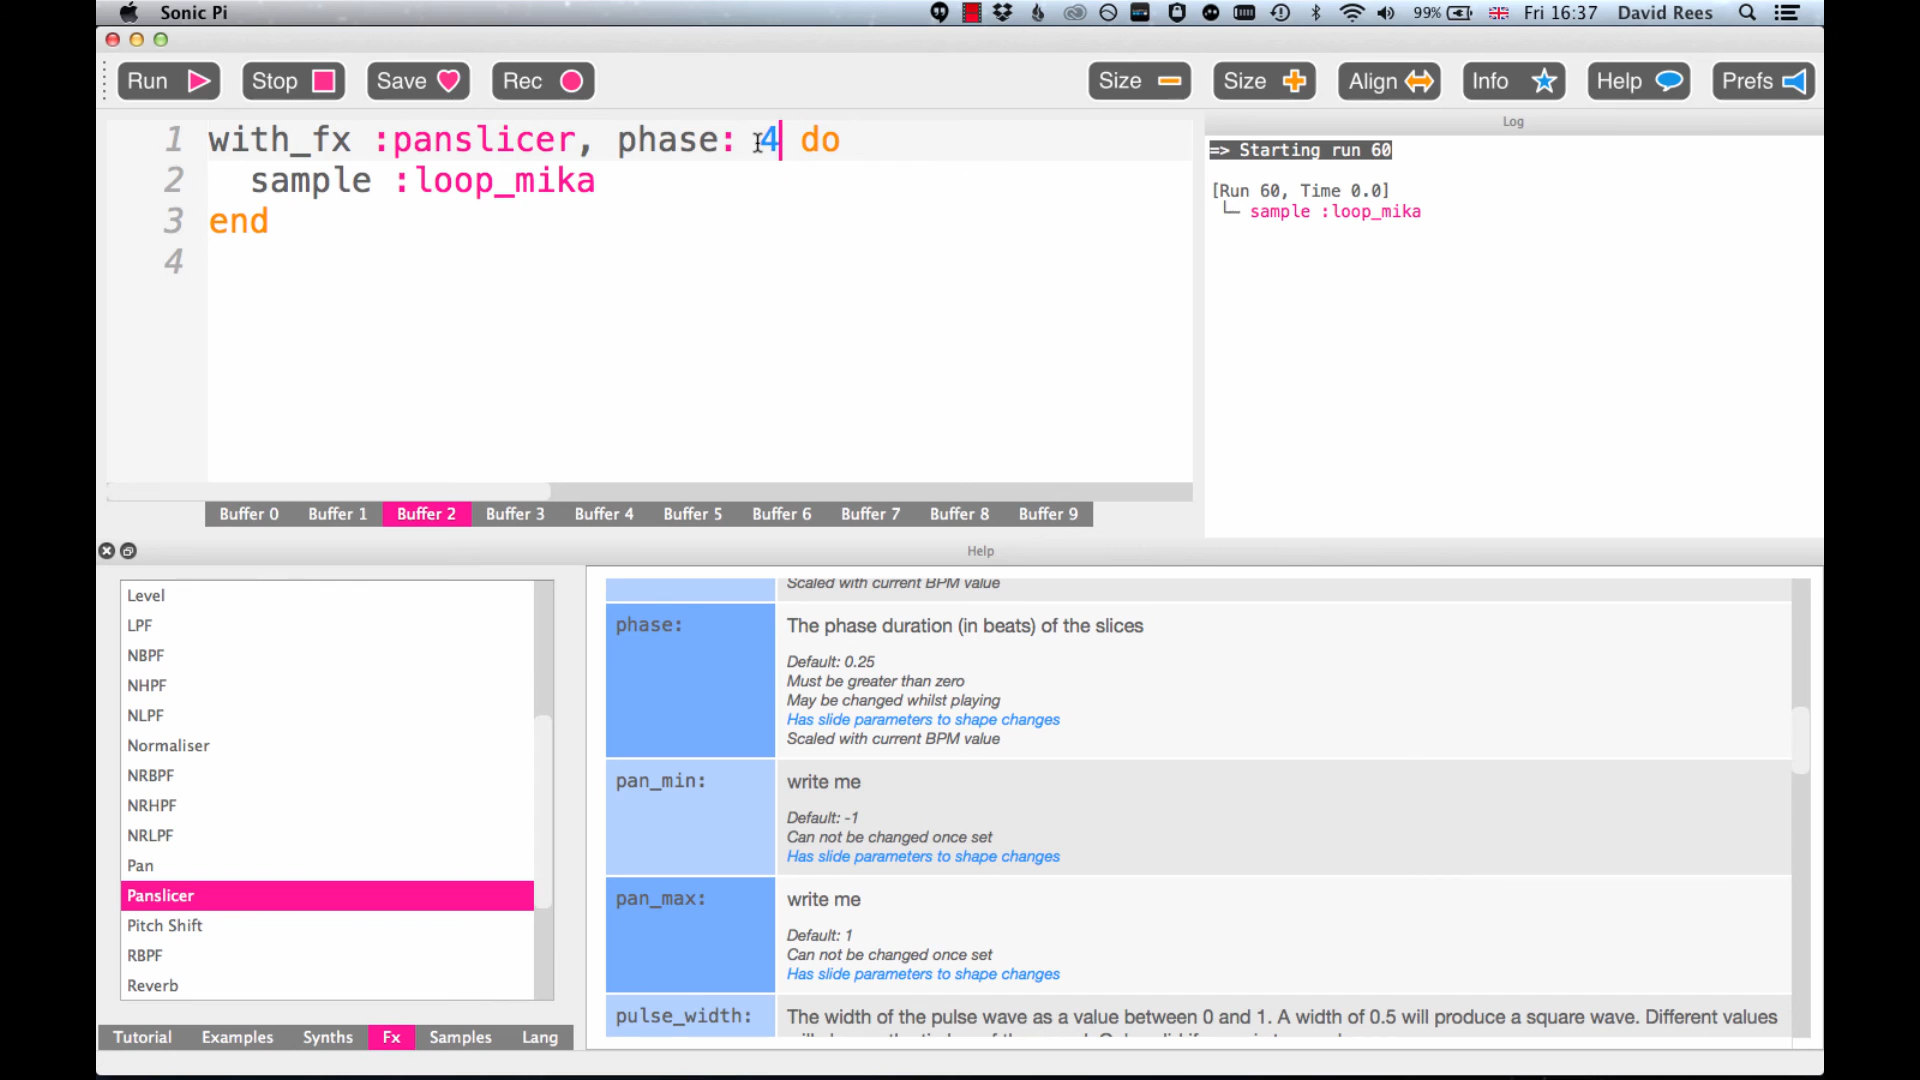 Sonic Pi
99%
Fri 16:37
David Rees
Run
Stop
Save
Rec
Size
Size
Align
Info
Help
Prefs
1 with_fx :panslicer, phase: 4 do
2 sample :loop_mika
3 end
4
Log
=> Starting run 60
[Run 60, Time 0.0]
└─ sample :loop_mika
Buffer 0
Buffer 1
Buffer 2
Buffer 3
Buffer 4
Buffer 5
Buffer 6
Buffer 7
Buffer 8
Buffer 9
Help
Level
LPF
NBPF
NHPF
NLPF
Normaliser
NRBPF
NRHPF
NRLPF
Pan
Panslicer
Pitch Shift
RBPF
Reverb
Tutorial
Examples
Synths
Fx
Samples
Lang
Scaled with current BPM value
phase:
The phase duration (in beats) of the slices
Default: 0.25
Must be greater than zero
May be changed whilst playing
Has slide parameters to shape changes
Scaled with current BPM value
pan_min:
write me
Default: -1
Can not be changed once set
Has slide parameters to shape changes
pan_max:
write me
Default: 1
Can not be changed once set
Has slide parameters to shape changes
pulse_width:
The width of the pulse wave as a value between 0 and 1. A width of 0.5 will produce a square wave. Different values